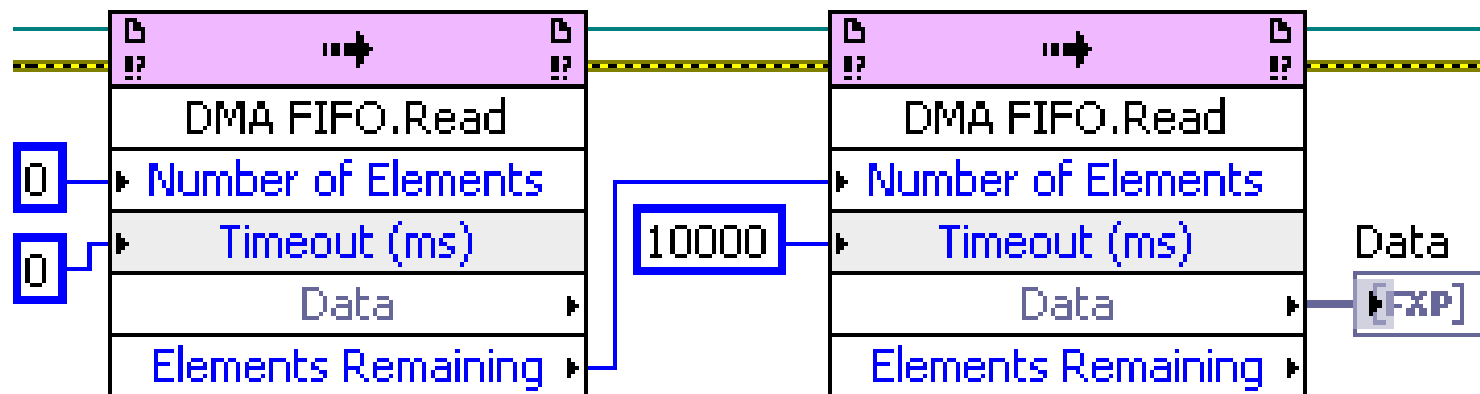 !? !? !? !?
DMA FIFO.Read DMA FIFO.Read
0 Number of Elements Number of Elements
0 Timeout (ms) 10000 Timeout (ms) Data
Data Data [FXP]
Elements Remaining Elements Remaining